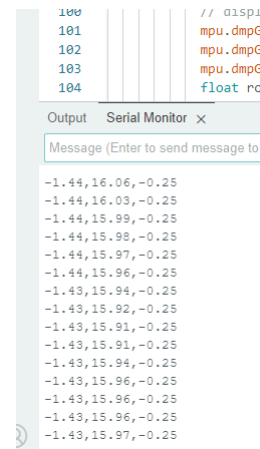 100 // displ
101 mpu.dmpG
102 mpu.dmpG
103 mpu.dmpG
104 float ro
Output Serial Monitor ×
Message (Enter to send message to
-1.44,16.06,-0.25
-1.44,16.03,-0.25
-1.44,15.99,-0.25
-1.44,15.98,-0.25
-1.44,15.97,-0.25
-1.44,15.96,-0.25
-1.43,15.94,-0.25
-1.43,15.92,-0.25
-1.43,15.91,-0.25
-1.43,15.91,-0.25
-1.43,15.94,-0.25
-1.43,15.96,-0.25
-1.43,15.96,-0.25
-1.43,15.96,-0.25
-1.43,15.97,-0.25